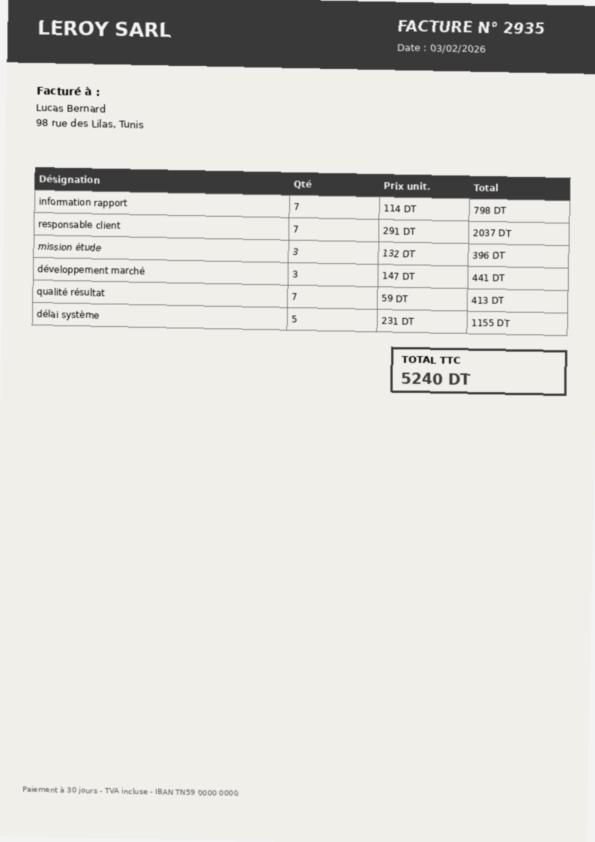 LEROY SARL
FACTURE N° 2935
Date : 03/02/2026
Facturé à :
Lucas Bernard
98 rue des Lilas, Tunis
Désignation Qté Prix unit. Total
information rapport 7 114 DT 798 DT
responsable client 7 291 DT 2037 DT
mission étude 3 132 DT 396 DT
développement marché 3 147 DT 441 DT
qualité résultat 7 59 DT 413 DT
délai système 5 231 DT 1155 DT
TOTAL TTC
5240 DT
Paiement à 30 jours - TVA incluse - IBAN TN59 0000 0000